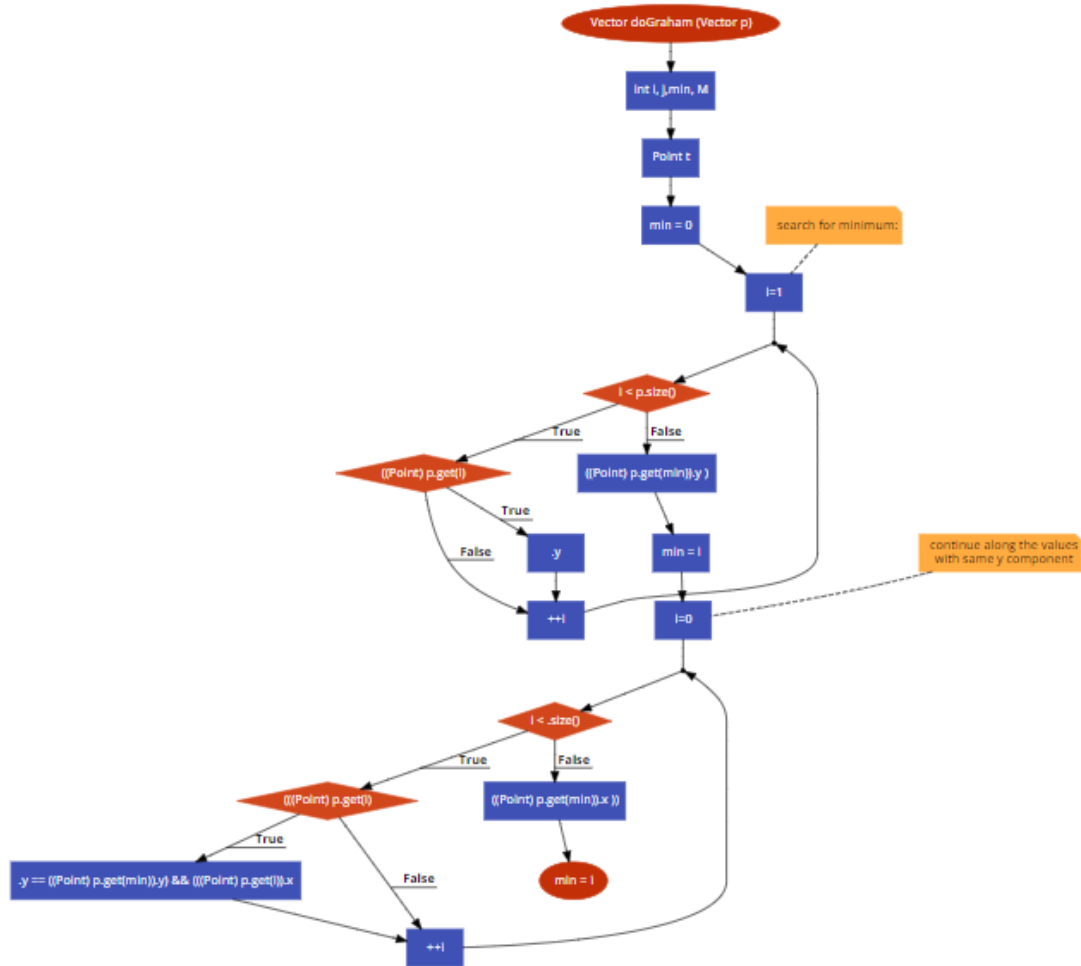 Vector doGraham (Vector p)
int i, j,min, M
Point t
min = 0
search for minimum:
i=1
i < p.size()
True
False
((Point) p.get(i)
((Point) p.get(min)).y )
True
False
.y
min = i
continue along the values
with same y component
++i
i=0
i < .size()
True
False
(((Point) p.get(i)
((Point) p.get(min)).x ))
True
.y == ((Point) p.get(min)).y) && (((Point) p.get(i)).x
False
min = i
++i